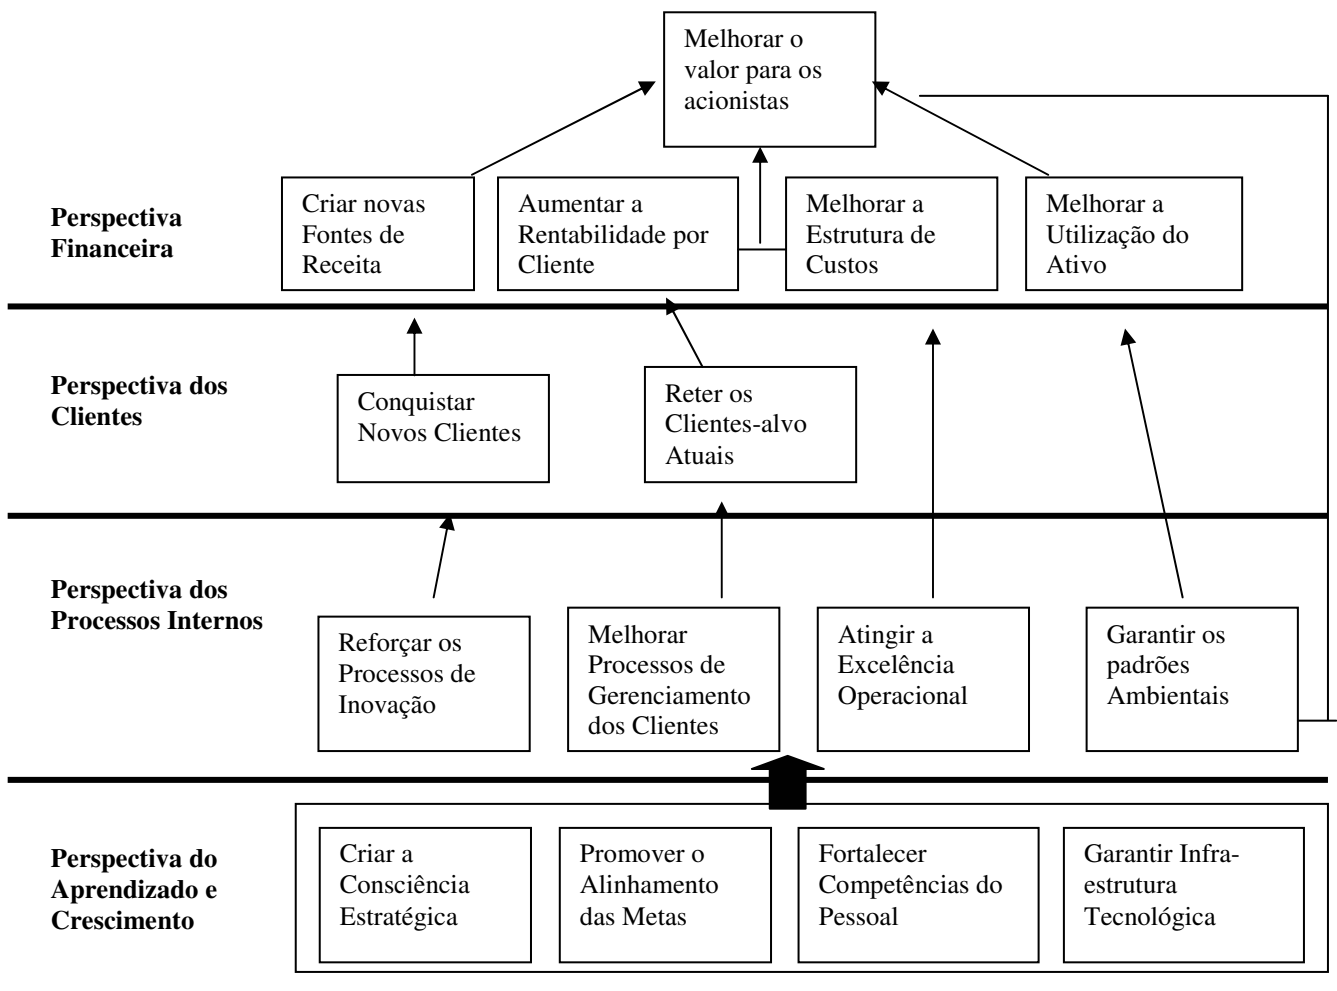 Melhorar o
valor para os
acionistas
Perspectiva
Financeira
Criar novas
Fontes de
Receita
Aumentar a
Rentabilidade por
Cliente
Melhorar a
Estrutura de
Custos
Melhorar a
Utilização do
Ativo
Perspectiva dos
Clientes
Conquistar
Novos Clientes
Reter os
Clientes-alvo
Atuais
Perspectiva dos
Processos Internos
Reforçar os
Processos de
Inovação
Melhorar
Processos de
Gerenciamento
dos Clientes
Atingir a
Excelência
Operacional
Garantir os
padrões
Ambientais
Perspectiva do
Aprendizado e
Crescimento
Criar a
Consciência
Estratégica
Promover o
Alinhamento
das Metas
Fortalecer
Competências do
Pessoal
Garantir Infra-
estrutura
Tecnológica